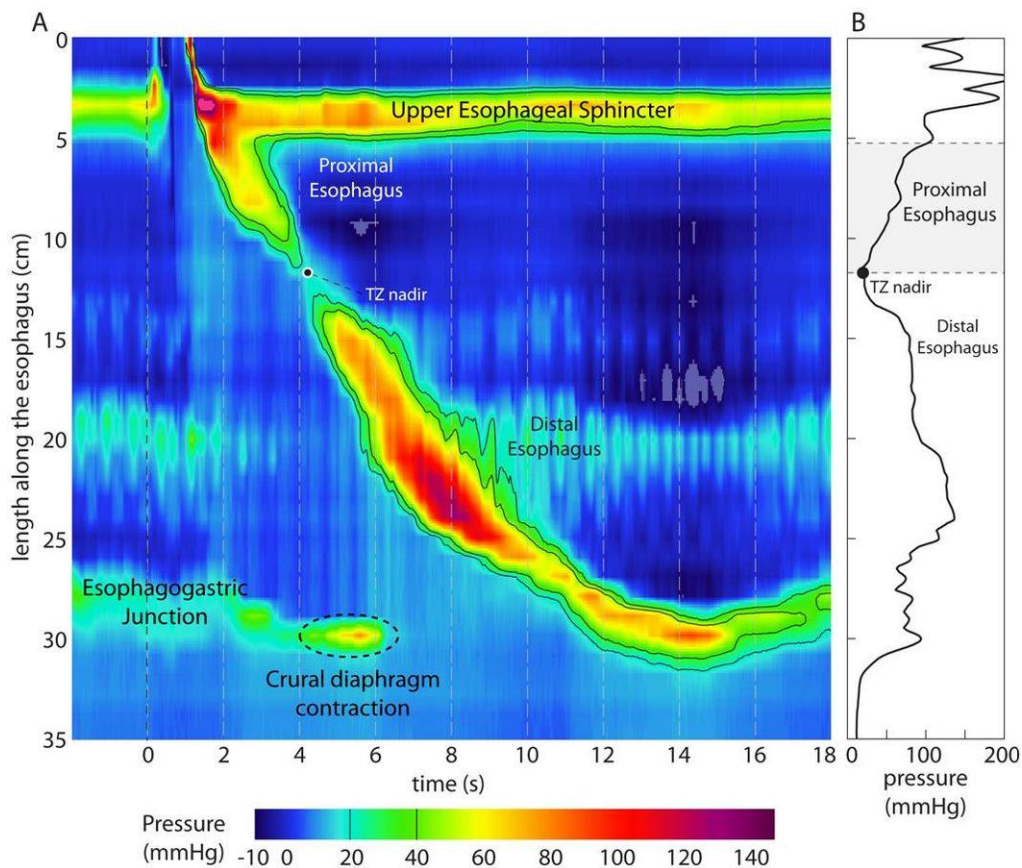 A
B
0
5
10
15
20
25
30
35
length along the esophagus (cm)
Upper Esophageal Sphincter
Proximal
Esophagus
TZ nadir
Distal
Esophagus
Esophagogastric
Junction
Crural diaphragm
contraction
0 2 4 6 8 10 12 14 16 18
time (s)
Proximal
Esophagus
TZ nadir
Distal
Esophagus
0 100 200
pressure
(mmHg)
Pressure
(mmHg)
-10 0 20 40 60 80 100 120 140